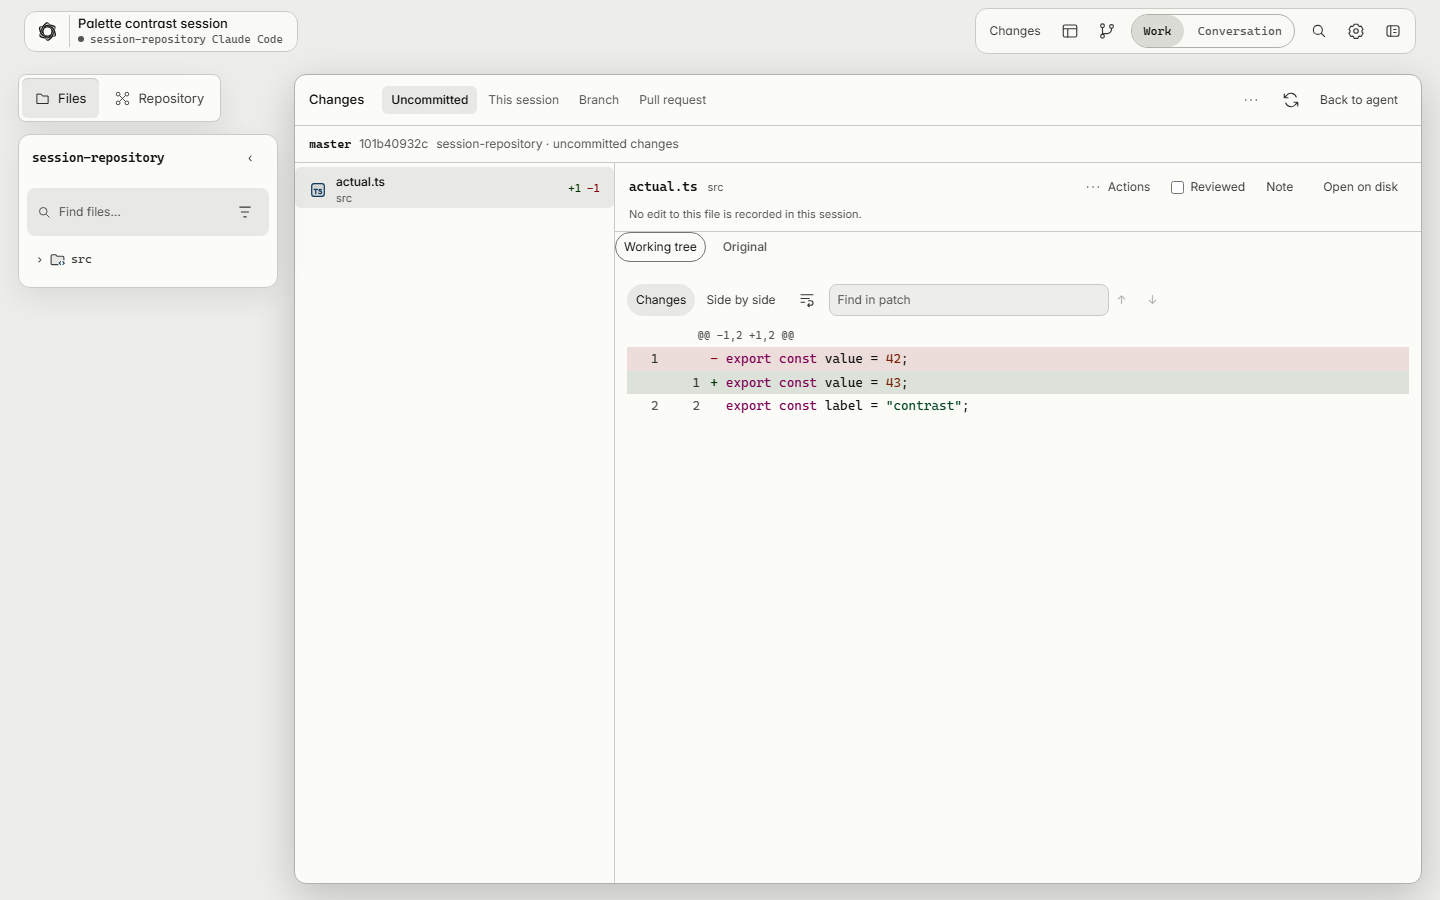 Palette contrast session
session-repository Claude Code
Changes
Work
Conversation
Files
Repository
session-repository
Find files...
src
Changes
Uncommitted
This session
Branch
Pull request
Back to agent
master 101b40932c session-repository · uncommitted changes
TS
actual.ts
src
+1 −1
actual.ts src
··· Actions
Reviewed
Note
Open on disk
No edit to this file is recorded in this session.
Working tree
Original
Changes
Side by side
Find in patch
@@ −1,2 +1,2 @@
1 − export const value = 42;
1 + export const value = 43;
2 2 export const label = "contrast";